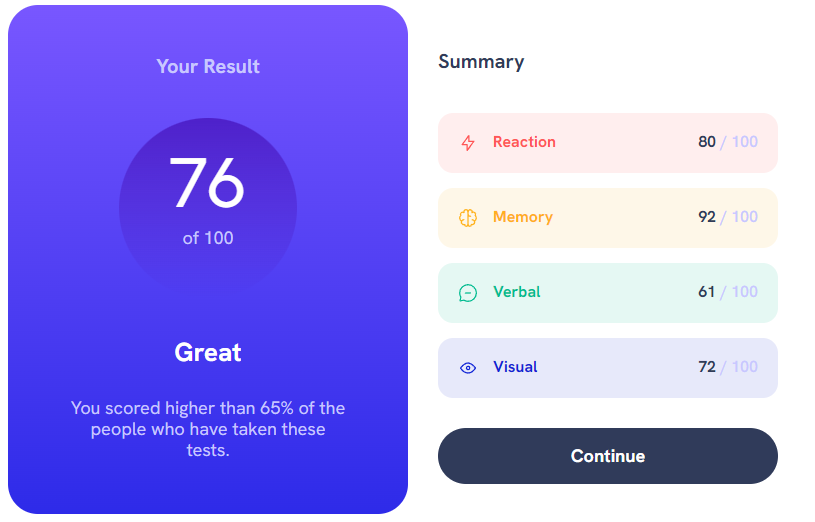 Your Result
76
of 100
Great
You scored higher than 65% of the
people who have taken these
tests.
Summary
Reaction 80 / 100
Memory 92 / 100
Verbal 61 / 100
Visual 72 / 100
Continue